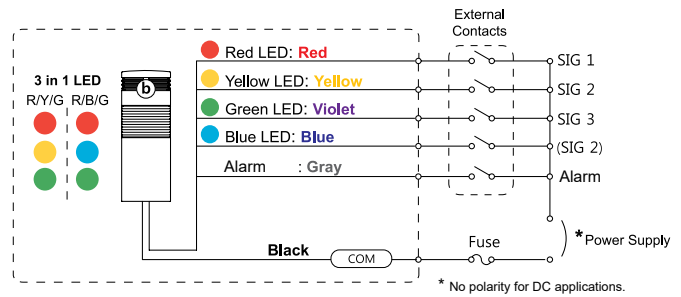 External
Contacts
Red LED: Red
SIG 1
3 in 1 LED
R/Y/G R/B/G
b
Yellow LED: Yellow
SIG 2
Green LED: Violet
SIG 3
Blue LED: Blue
(SIG 2)
Alarm : Gray
Alarm
Black
COM
Fuse
* Power Supply
* No polarity for DC applications.